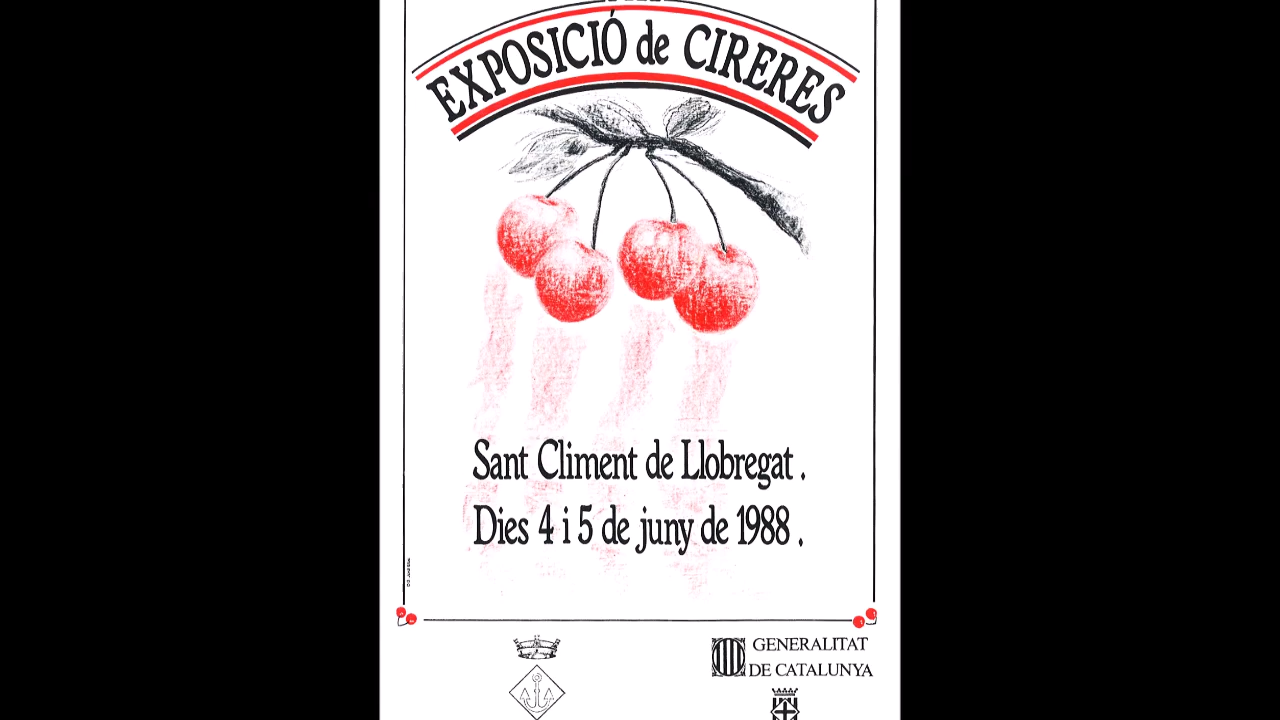 EXPOSICIÓ de CIRERES
Sant Climent de Llobregat .
Dies 4 i 5 de juny de 1988 .
GENERALITAT
DE CATALUNYA